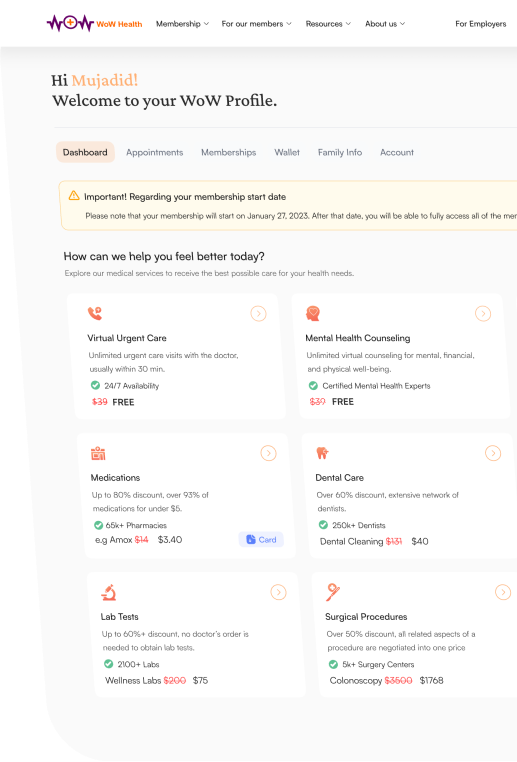 WoW Health Membership For our members Resources About us For Employers
Hi Mujadid!
Welcome to your WoW Profile.
Dashboard Appointments Memberships Wallet Family Info Account
Important! Regarding your membership start date
Please note that your membership will start on January 27, 2023. After that date, you will be able to fully access all of the mem
How can we help you feel better today?
Explore our medical services to receive the best possible care for your health needs.
Virtual Urgent Care
Unlimited urgent care visits with the doctor,
usually within 30 min.
24/7 Availability
$39 FREE
Mental Health Counseling
Unlimited virtual counseling for mental, financial,
and physical well-being.
Certified Mental Health Experts
$39 FREE
Medications
Up to 80% discount, over 93% of
medications for under $5.
65k+ Pharmacies
e.g Amox $14 $3.40
Card
Dental Care
Over 60% discount, extensive network of
dentists.
250k+ Dentists
Dental Cleaning $131 $40
Lab Tests
Up to 60%+ discount, no doctor's order is
needed to obtain lab tests.
2100+ Labs
Wellness Labs $200 $75
Surgical Procedures
Over 50% discount, all related aspects of a
procedure are negotiated into one price
5k+ Surgery Centers
Colonoscopy $3500 $1768